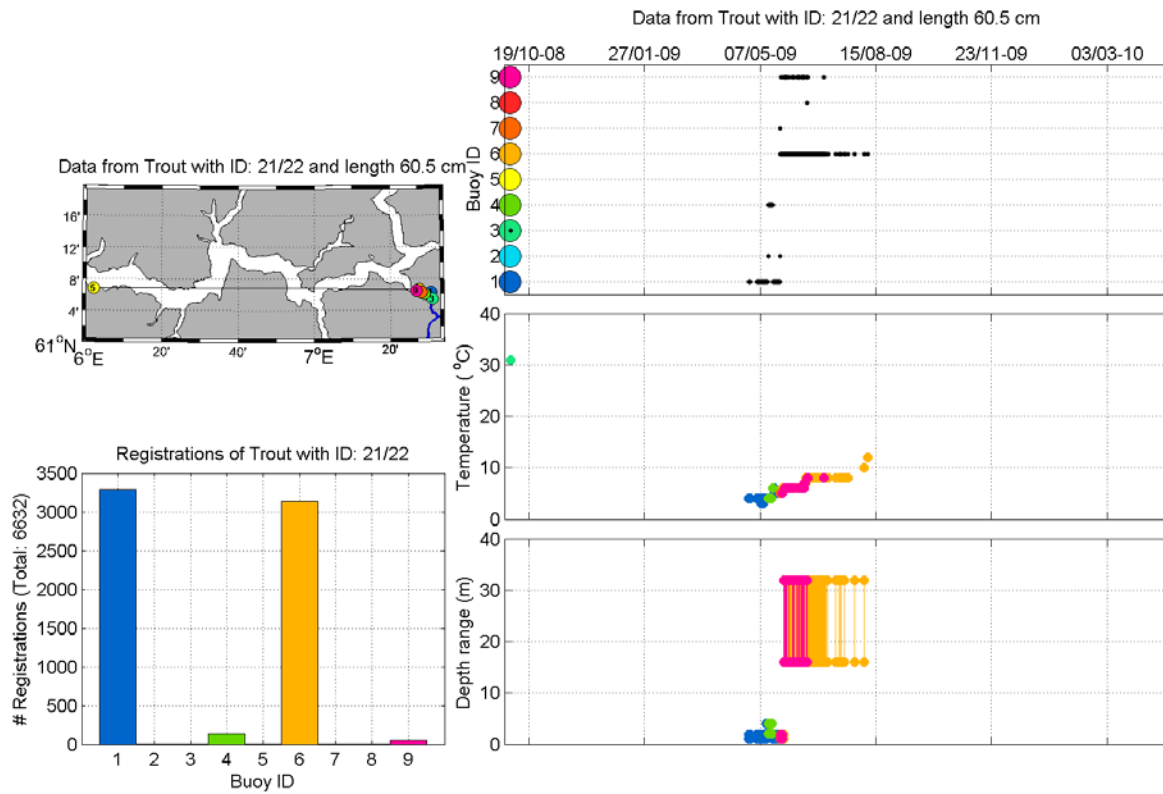 Data from Trout with ID: 21/22 and length 60.5 cm
19/10-08 27/01-09 07/05-09 15/08-09 23/11-09 03/03-10
9
8
7
6
5
4
3
2
1
Buoy ID
Data from Trout with ID: 21/22 and length 60.5 cm
16'
12'
8'
4'
61°N
6°E 20' 40' 7°E 20'
5
9
3
40
30
20
10
0
Temperature (°C)
Registrations of Trout with ID: 21/22
3500
3000
2500
2000
1500
1000
500
0
# Registrations (Total: 6632)
1 2 3 4 5 6 7 8 9
Buoy ID
40
30
20
10
0
Depth range (m)